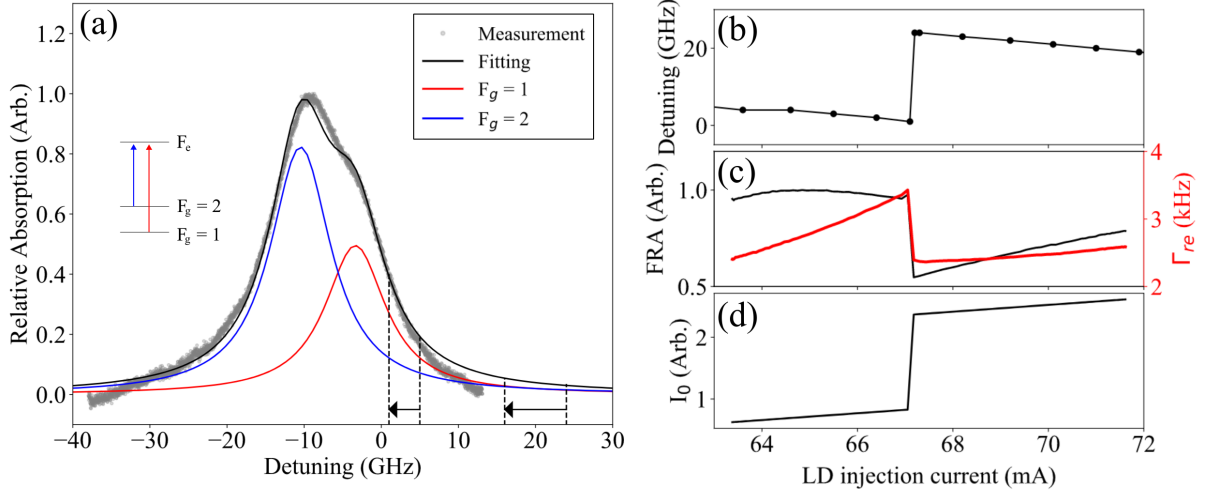 (a)
Measurement
Fitting
F_g = 1
F_g = 2
F_e
F_g = 2
F_g = 1
1.2
1.0
0.8
0.6
0.4
0.2
0.0
Relative Absorption (Arb.)
−40
−30
−20
−10
0
10
20
30
Detuning (GHz)
(b)
Detuning (GHz)
20
0
(c)
FRA (Arb.)
1.0
0.5
4
3
2
Γ_re (kHz)
(d)
I_0 (Arb.)
2
1
64
66
68
70
72
LD injection current (mA)